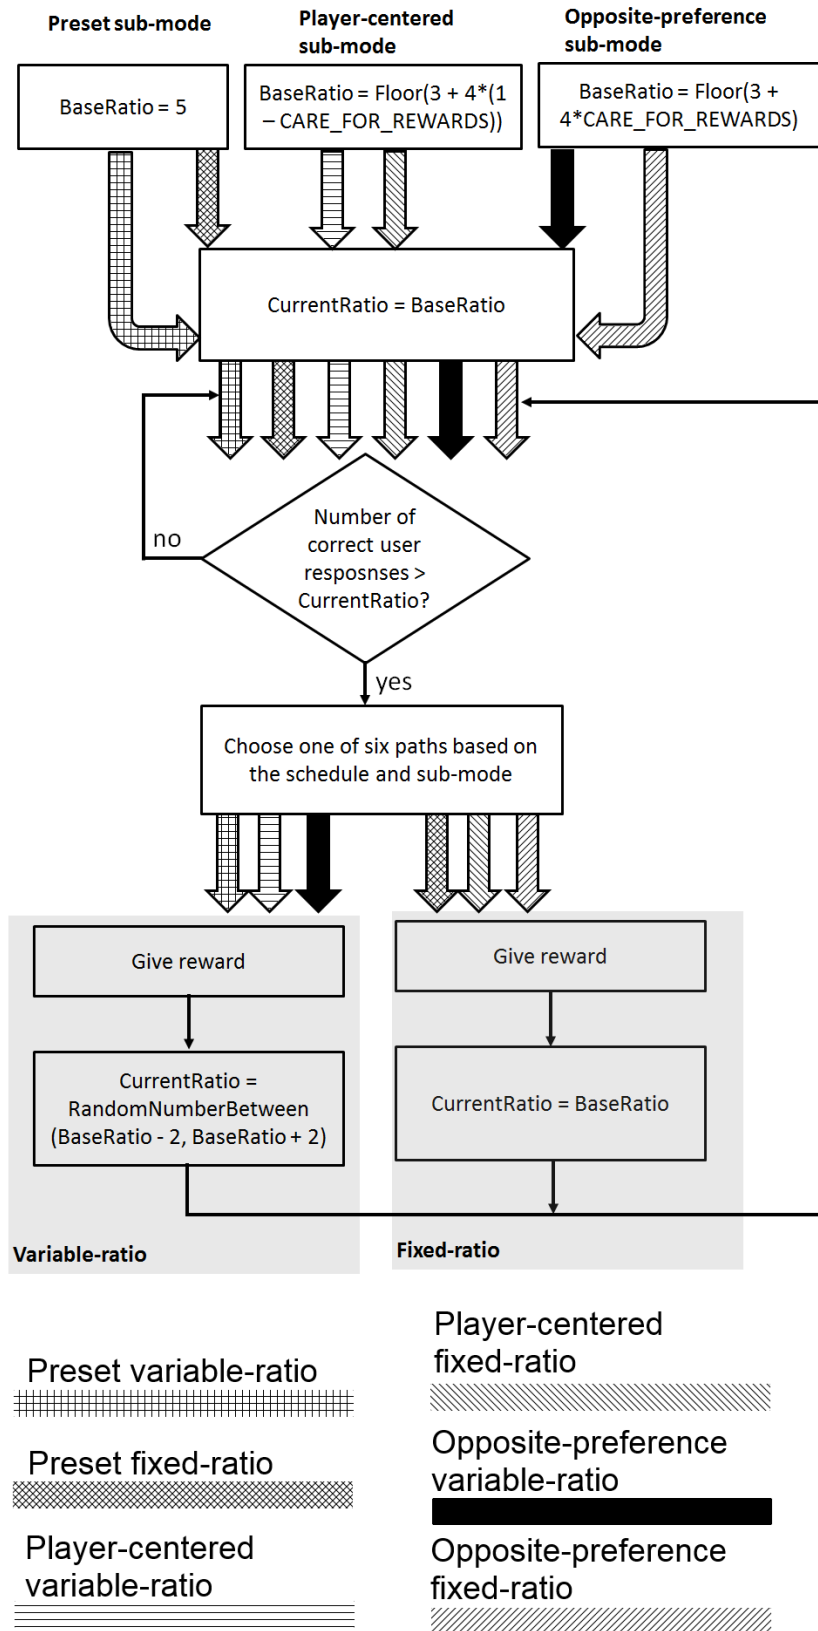 Preset sub-mode
Player-centered
sub-mode
Opposite-preference
sub-mode
BaseRatio = 5
BaseRatio = Floor(3 + 4*(1
– CARE_FOR_REWARDS))
BaseRatio = Floor(3 +
4*CARE_FOR_REWARDS)
CurrentRatio = BaseRatio
Number of
correct user
resposnses >
CurrentRatio?
no
yes
Choose one of six paths based on
the schedule and sub-mode
Give reward
CurrentRatio =
RandomNumberBetween
(BaseRatio - 2, BaseRatio + 2)
Variable-ratio
Give reward
CurrentRatio = BaseRatio
Fixed-ratio
Preset variable-ratio
Preset fixed-ratio
Player-centered
variable-ratio
Player-centered
fixed-ratio
Opposite-preference
variable-ratio
Opposite-preference
fixed-ratio